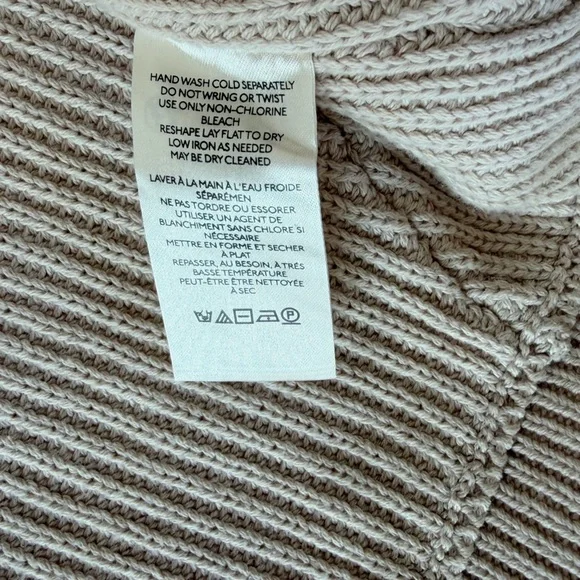 HAND WASH COLD SEPARATELY
DO NOT WRING OR TWIST
USE ONLY NON-CHLORINE
BLEACH
RESHAPE LAY FLAT TO DRY
LOW IRON AS NEEDED
MAY BE DRY CLEANED
LAVER À LA MAIN À L'EAU FROIDE
SÉPARÉMEN
NE PAS TORDRE OU ESSORER
UTILISER UN AGENT DE
BLANCHIMENT SANS CHLORE SI
NÉCESSAIRE
METTRE EN FORME ET SECHER
À PLAT
REPASSER, AU BESOIN, À TRÈS
BASSE TEMPÉRATURE
PEUT-ÊTRE ÊTRE NETTOYÉE
À SEC
P